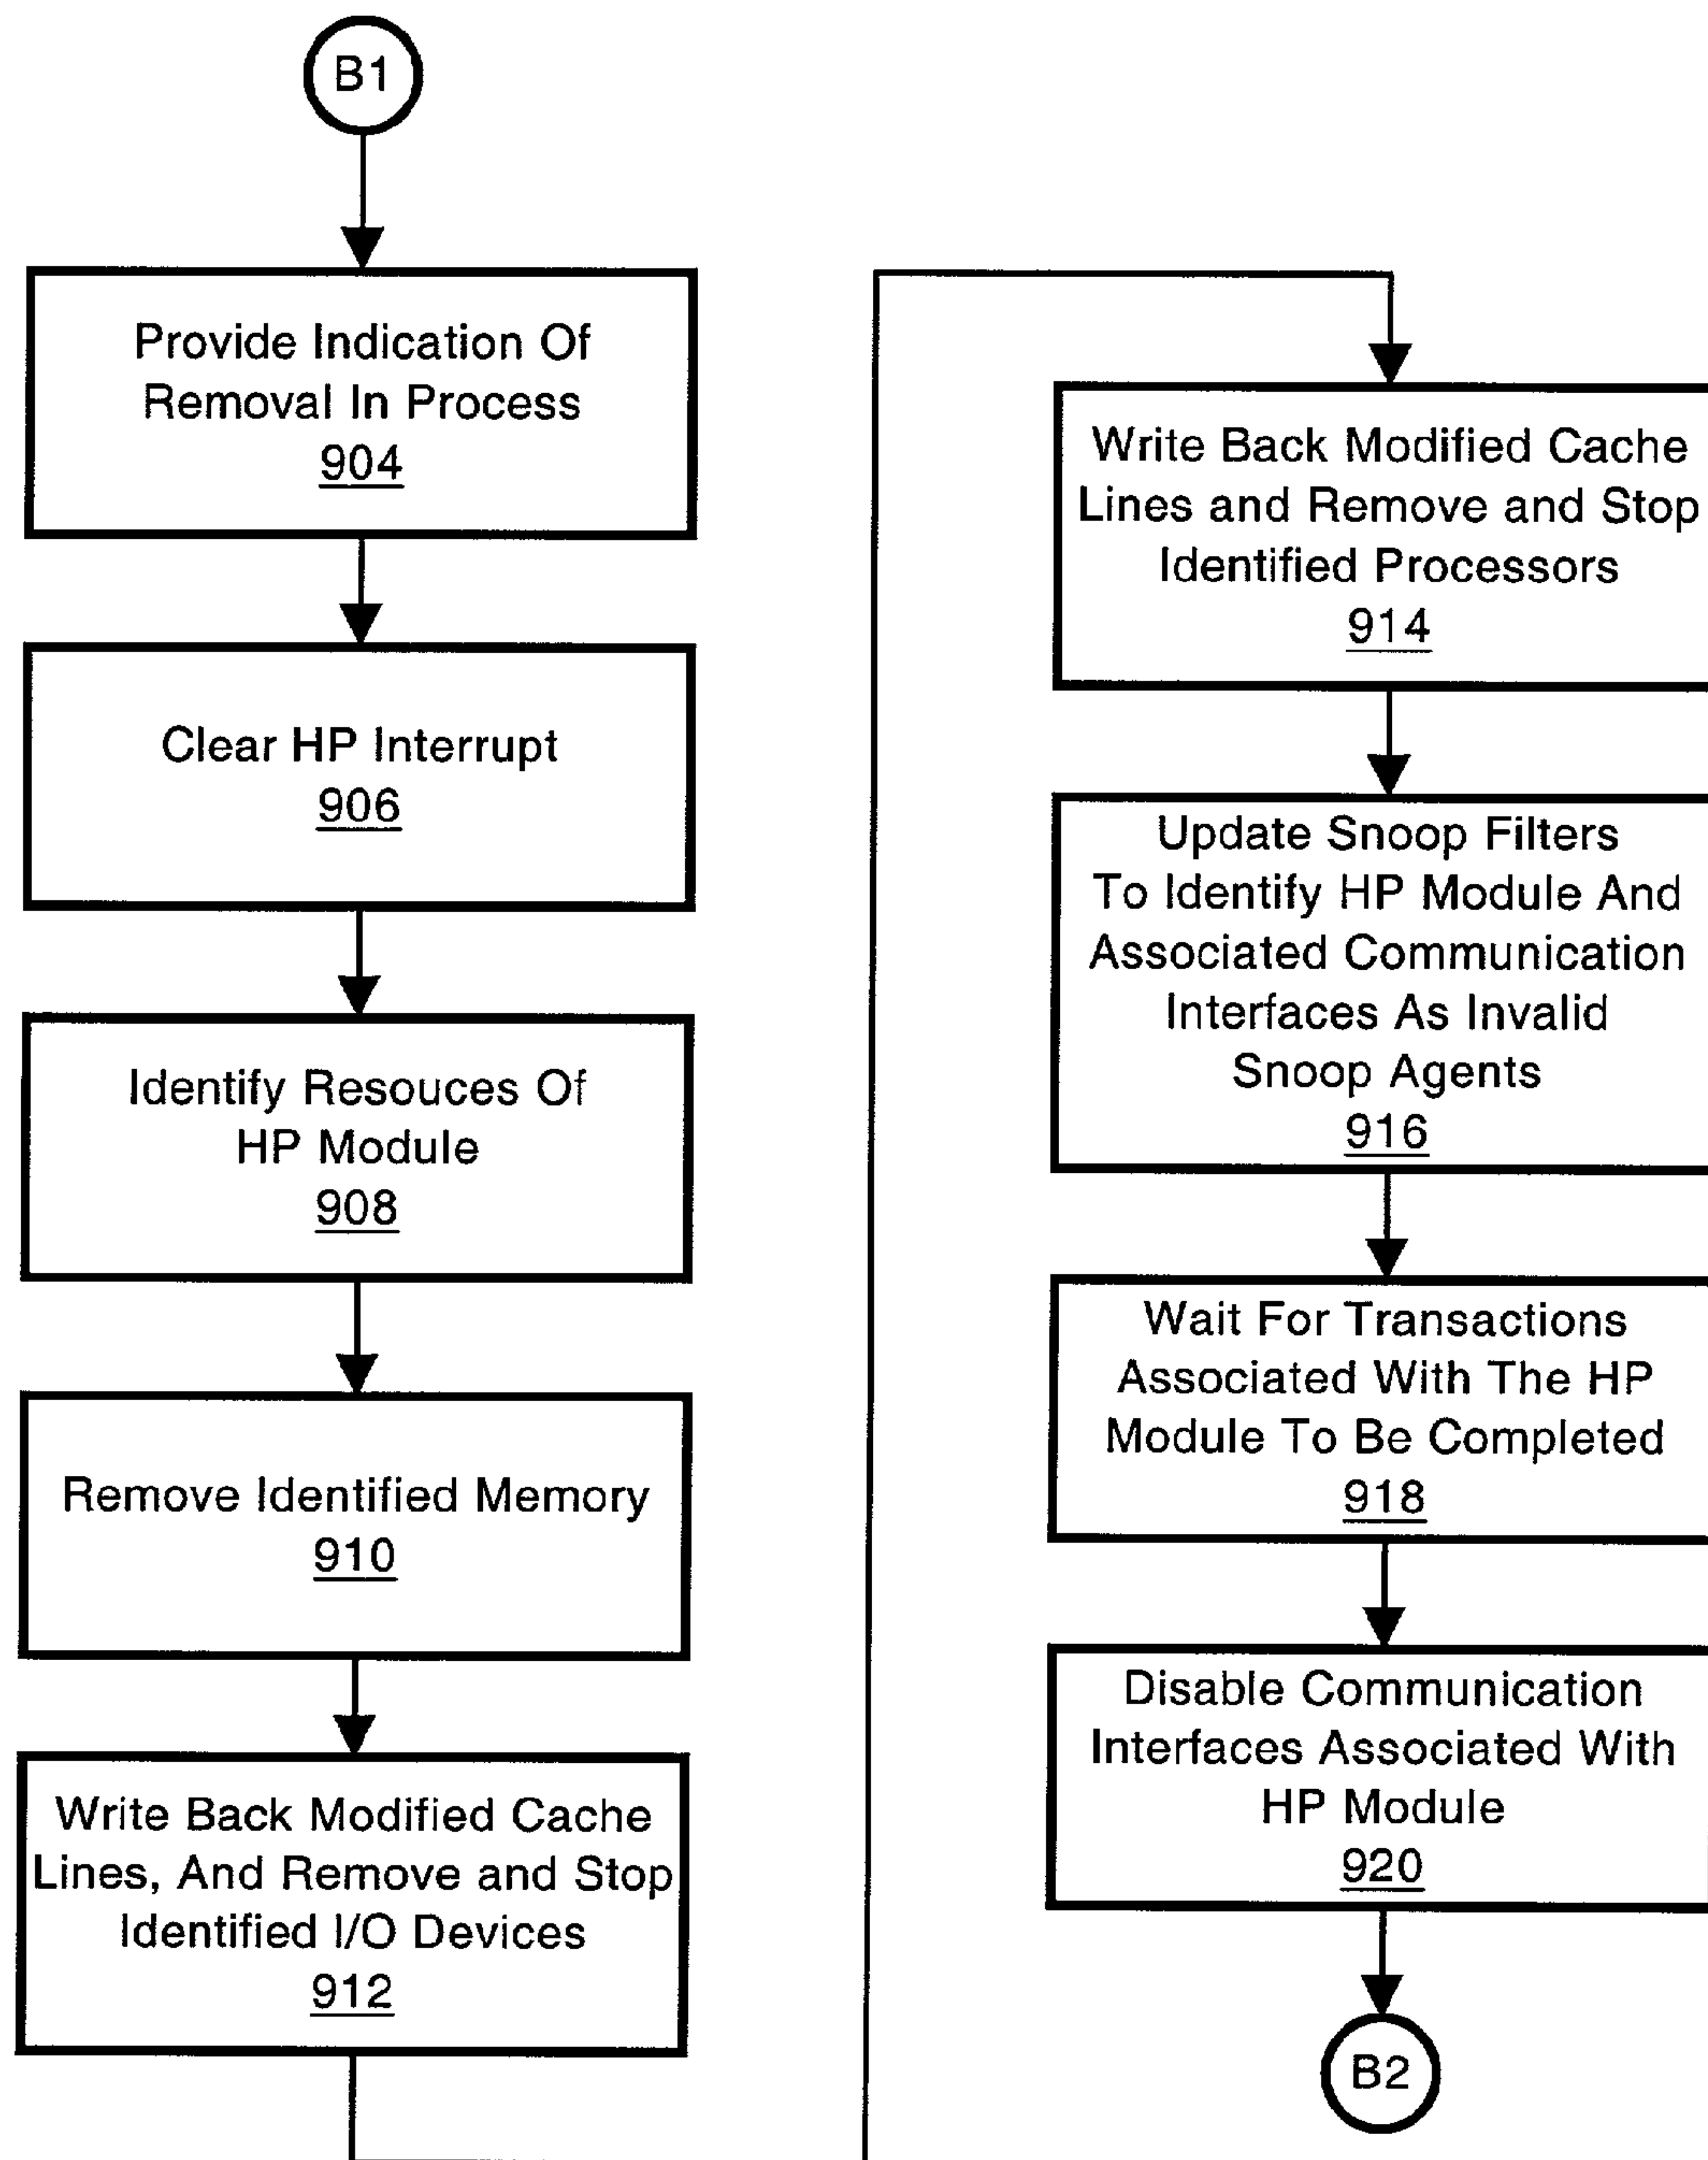 B1
Provide Indication Of
Removal In Process
904
Clear HP Interrupt
906
Identify Resouces Of
HP Module
908
Remove Identified Memory
910
Write Back Modified Cache
Lines, And Remove and Stop
Identified I/O Devices
912
Write Back Modified Cache
Lines and Remove and Stop
Identified Processors
914
Update Snoop Filters
To Identify HP Module And
Associated Communication
Interfaces As Invalid
Snoop Agents
916
Wait For Transactions
Associated With The HP
Module To Be Completed
918
Disable Communication
Interfaces Associated With
HP Module
920
B2